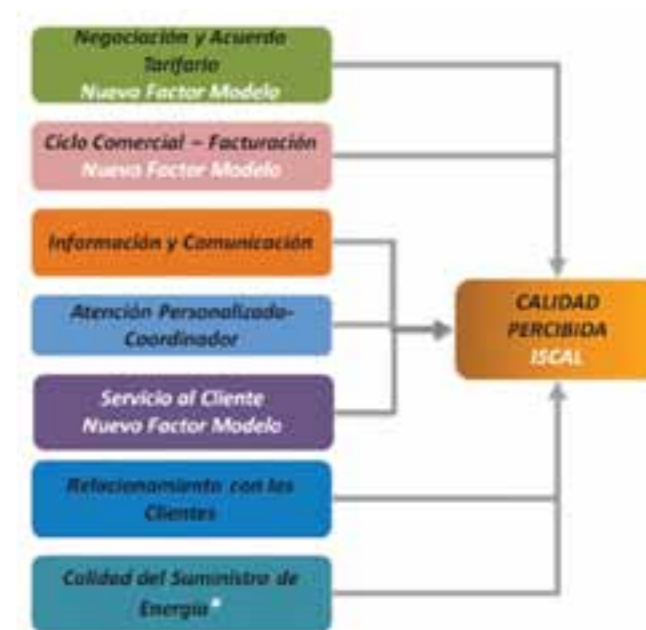 Negociación y Acuerdo
Tarifario
Nuevo Factor Modelo
Ciclo Comercial – Facturación
Nuevo Factor Modelo
Información y Comunicación
Atención Personalizada-
Coordinador
Servicio al Cliente
Nuevo Factor Modelo
Relacionamiento con los
Clientes
Calidad del Suministro de
Energía*
CALIDAD
PERCIBIDA
ISCAL